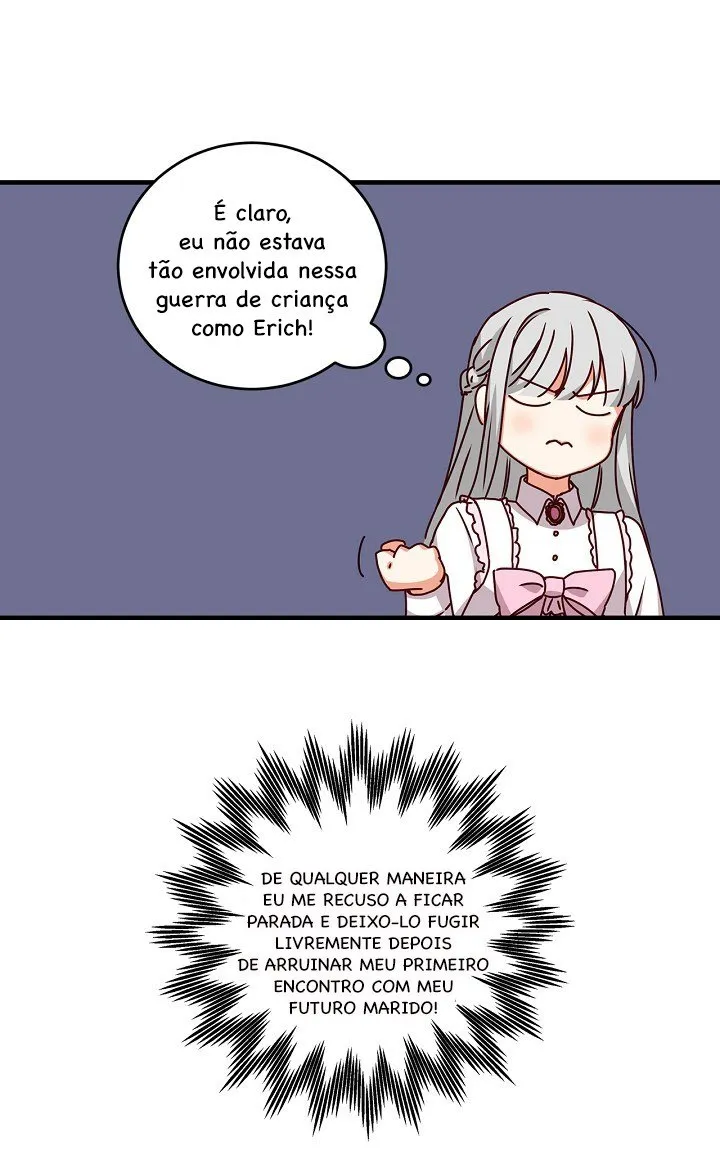 É claro,
eu não estava
tão envolvida nessa
guerra de criança
como Erich!
DE QUALQUER MANEIRA
EU ME RECUSO A FICAR
PARADA E DEIXO-LO FUGIR
LIVREMENTE DEPOIS
DE ARRUINAR MEU PRIMEIRO
ENCONTRO COM MEU
FUTURO MARIDO!